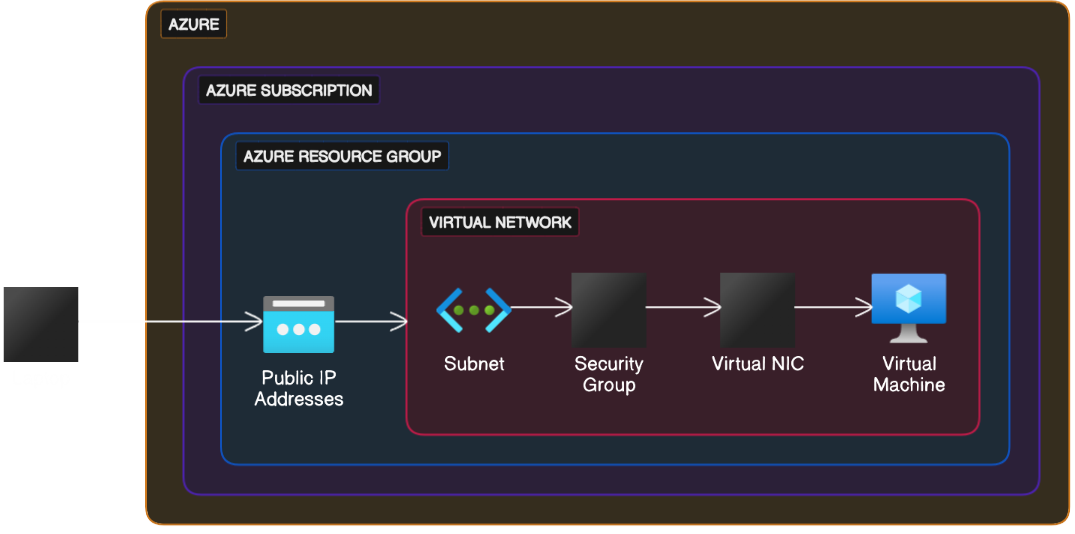 AZURE
AZURE SUBSCRIPTION
AZURE RESOURCE GROUP
VIRTUAL NETWORK
Subnet
Security
Group
Virtual NIC
Virtual
Machine
Public IP
Addresses